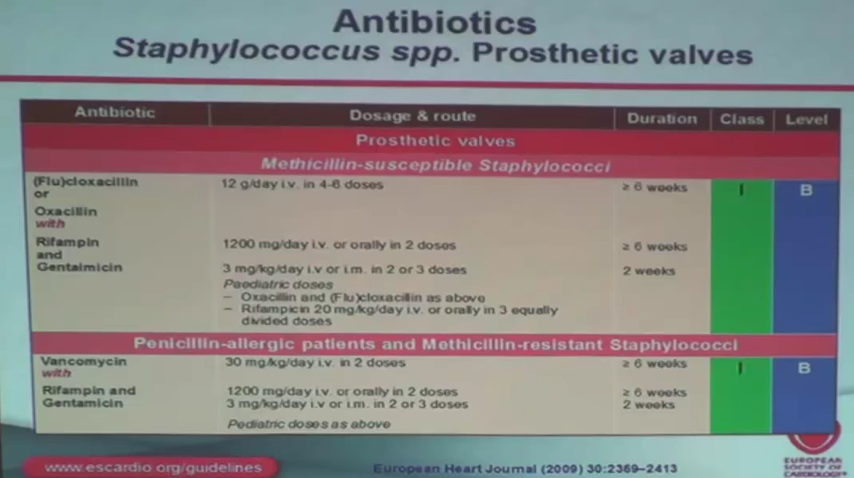 Antibiotics
Staphylococcus spp. Prosthetic valves
Antibiotic Dosage & route Duration Class Level
Prosthetic valves
Methicillin-susceptible Staphylococci
(Flu)cloxacillin 12 g/day i.v. in 4-6 doses ≥ 6 weeks I B
or
Oxacillin
with
Rifampin 1200 mg/day i.v. or orally in 2 doses ≥ 6 weeks
and
Gentalmicin 3 mg/kg/day i.v or i.m. in 2 or 3 doses 2 weeks
Paediatric doses
– Oxacillin and (Flu)cloxacillin as above
– Rifampicin 20 mg/kg/day i.v. or orally in 3 equally
divided doses
Penicillin-allergic patients and Methicillin-resistant Staphylococci
Vancomycin 30 mg/kg/day i.v. in 2 doses ≥ 6 weeks I B
with
Rifampin and 1200 mg/day i.v. or orally in 2 doses ≥ 6 weeks
Gentamicin 3 mg/kg/day i.v or i.m. in 2 or 3 doses 2 weeks
Pediatric doses as above
www.escardio.org/guidelines
European Heart Journal (2009) 30:2369–2413
EUROPEAN
SOCIETY OF
CARDIOLOGY®